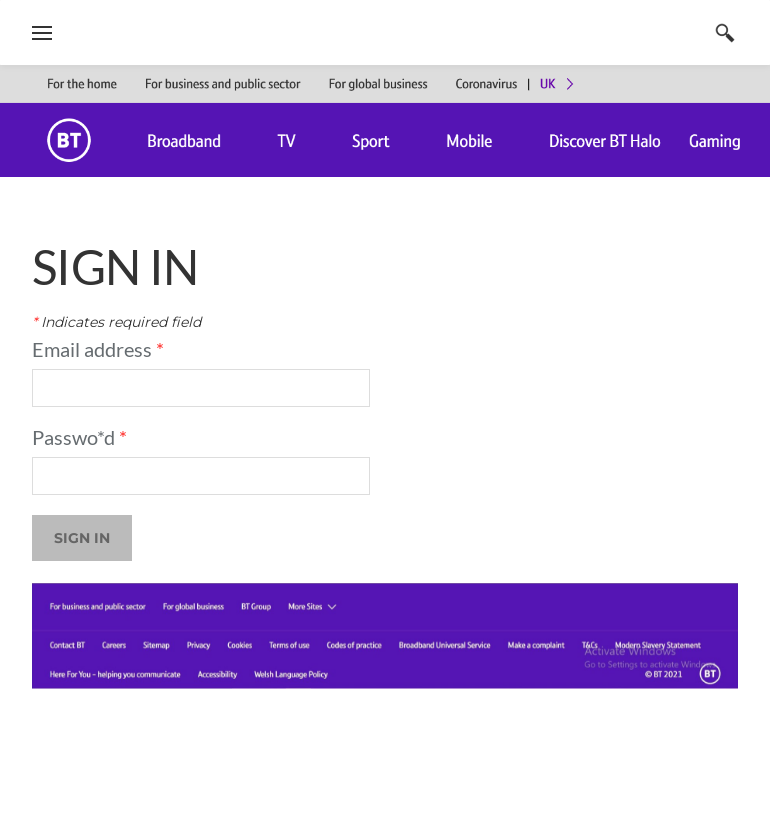 For the home For business and public sector For global business Coronavirus | UK
BT Broadband TV Sport Mobile Discover BT Halo Gaming
SIGN IN
* Indicates required field
Email address *
Passwo*d *
SIGN IN
For business and public sector For global business BT Group More Sites
Contact BT Careers Sitemap Privacy Cookies Terms of use Codes of practice Broadband Universal Service Make a complaint T&Cs Modern Slavery Statement
Activate Windows
Go to Settings to activate Windows.
Here For You – helping you communicate Accessibility Welsh Language Policy © BT 2021 BT